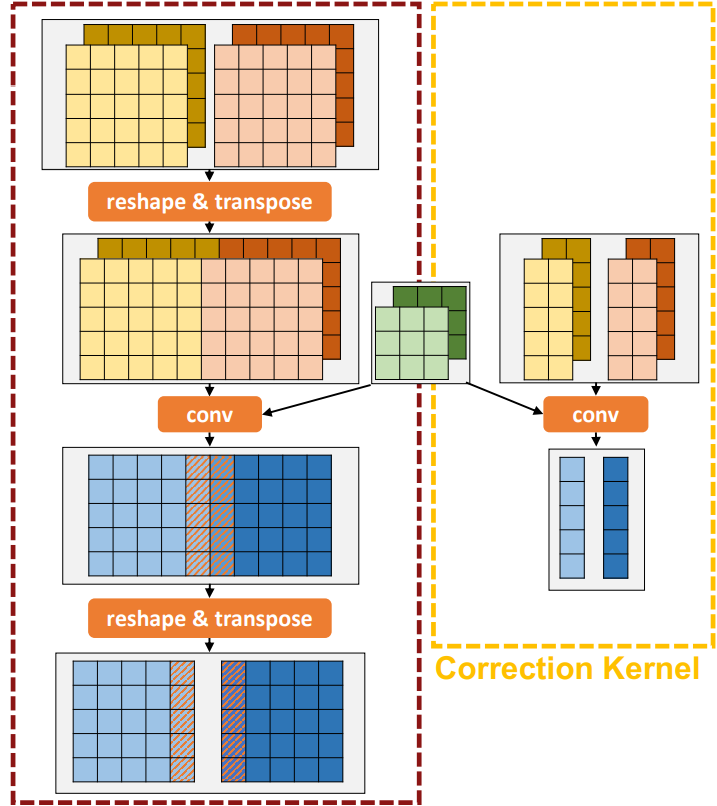 reshape & transpose
conv
conv
reshape & transpose
Correction Kernel